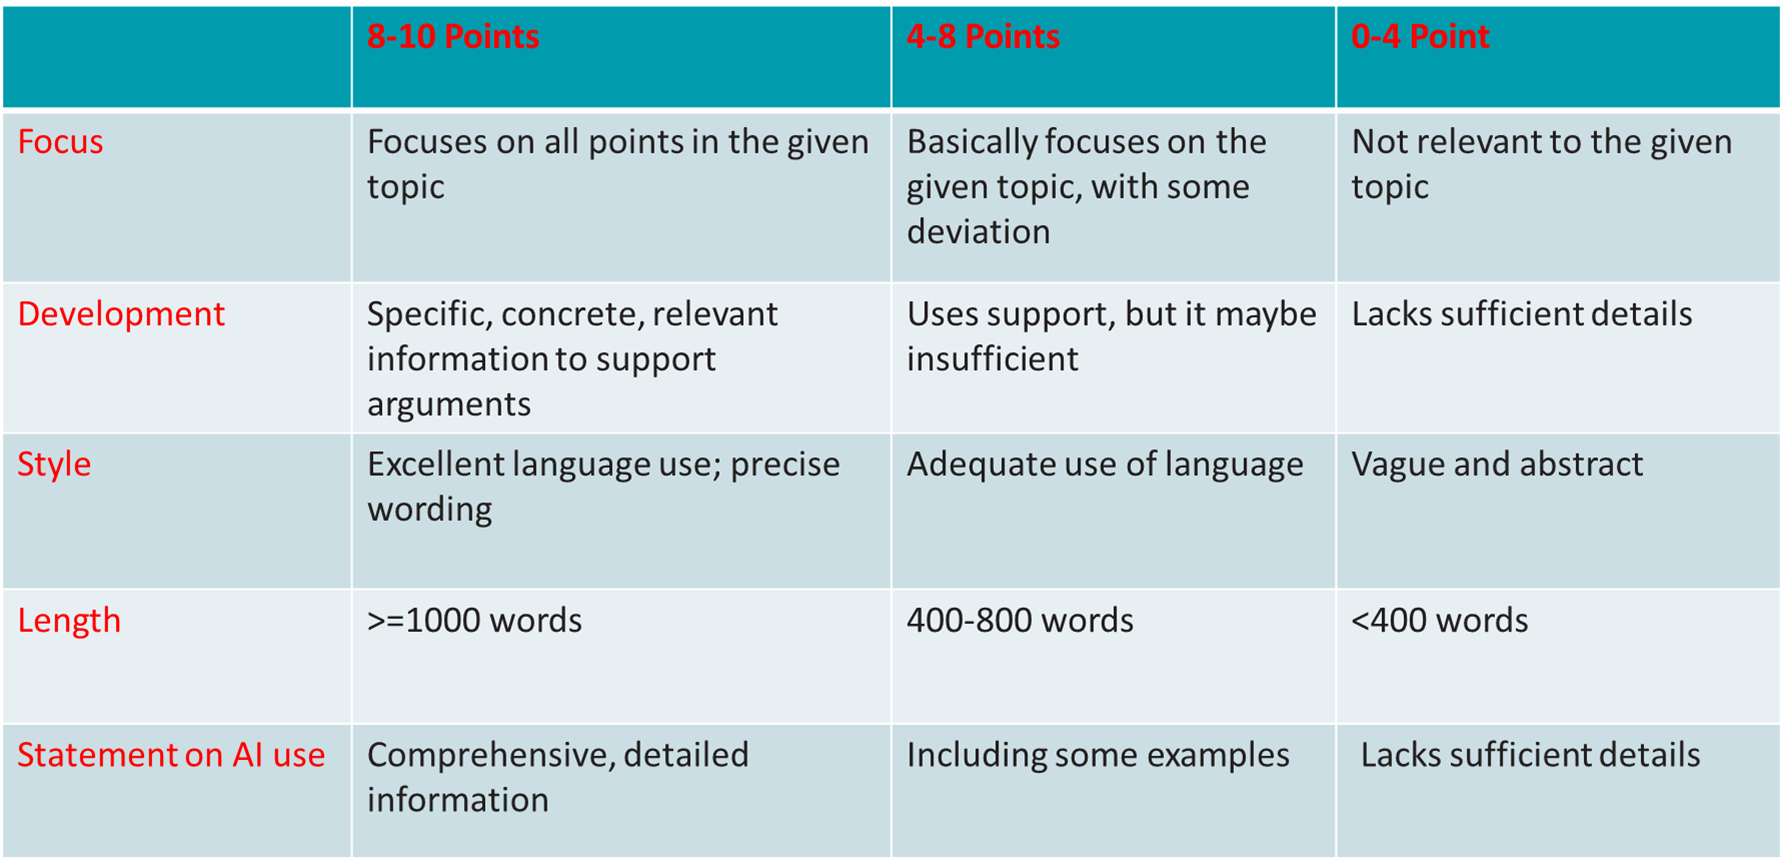 8-10 Points
4-8 Points
0-4 Point
Focus
Focuses on all points in the given
topic
Basically focuses on the
given topic, with some
deviation
Not relevant to the given
topic
Development
Specific, concrete, relevant
information to support
arguments
Uses support, but it maybe
insufficient
Lacks sufficient details
Style
Excellent language use; precise
wording
Adequate use of language
Vague and abstract
Length
>=1000 words
400-800 words
<400 words
Statement on AI use
Comprehensive, detailed
information
Including some examples
Lacks sufficient details